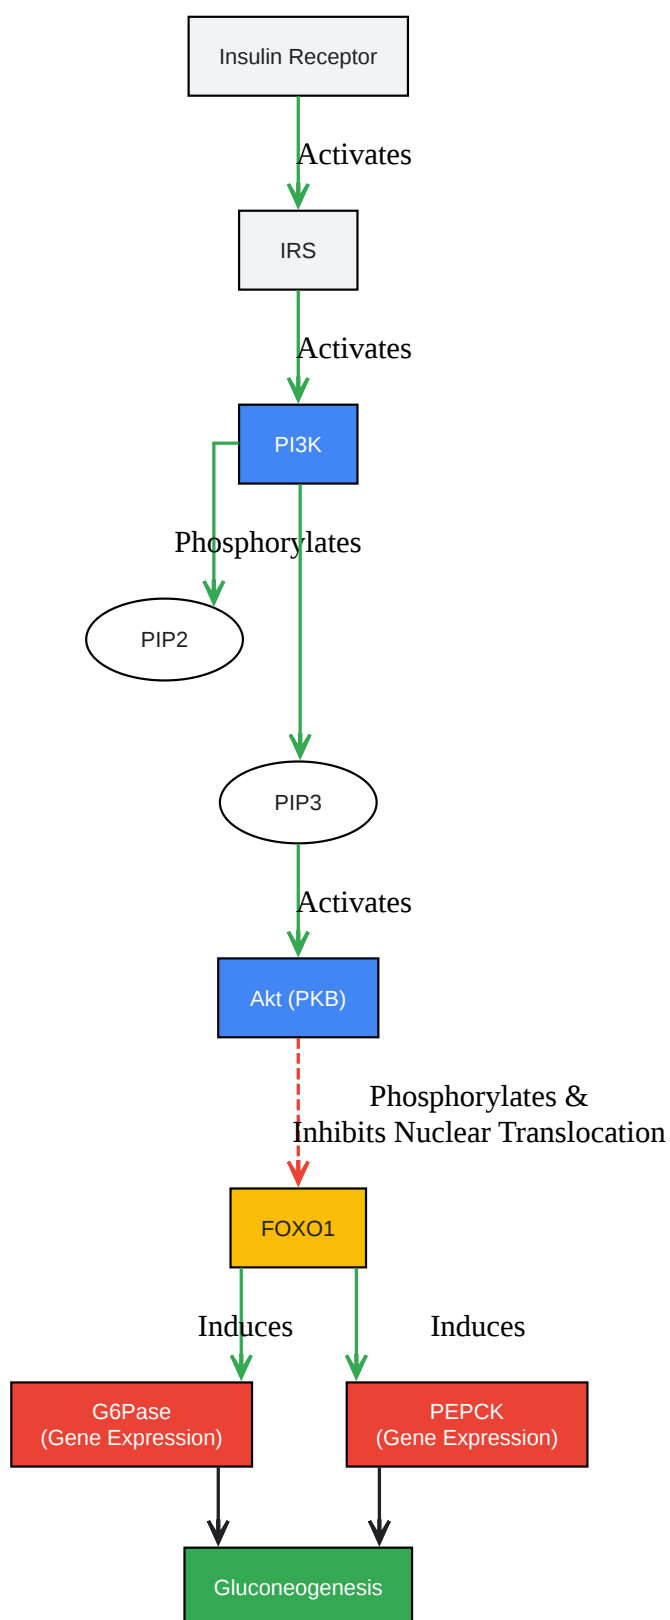 Insulin Receptor
Activates
IRS
Activates
PI3K
Phosphorylates
PIP2
PIP3
Activates
Akt (PKB)
Phosphorylates &
Inhibits Nuclear Translocation
FOXO1
Induces
Induces
G6Pase
(Gene Expression)
PEPCK
(Gene Expression)
Gluconeogenesis